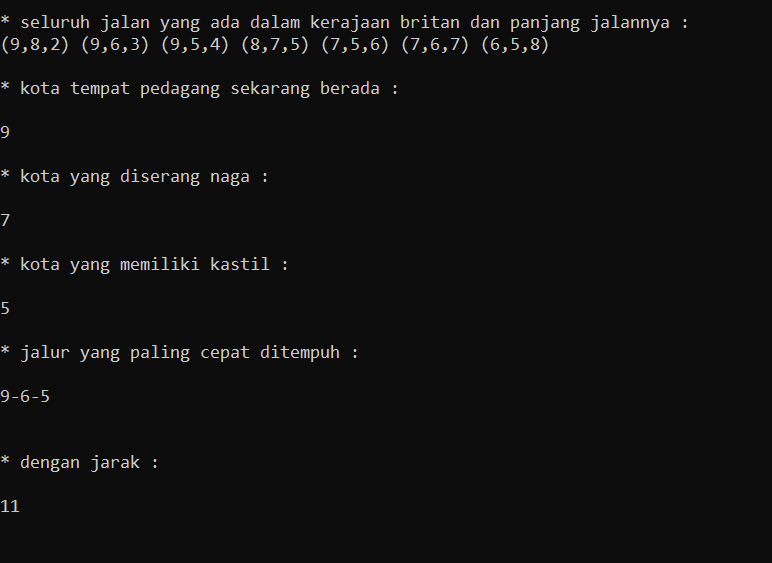 * seluruh jalan yang ada dalam kerajaan britan dan panjang jalannya :
(9,8,2) (9,6,3) (9,5,4) (8,7,5) (7,5,6) (7,6,7) (6,5,8)
* kota tempat pedagang sekarang berada :
9
* kota yang diserang naga :
7
* kota yang memiliki kastil :
5
* jalur yang paling cepat ditempuh :
9-6-5
* dengan jarak :
11